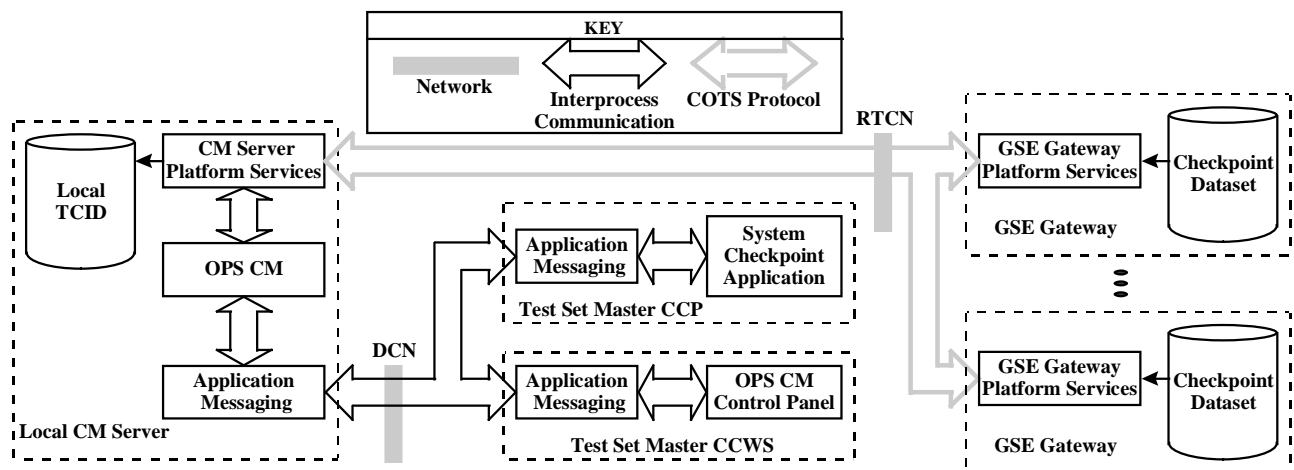 KEY
Network
Interprocess
Communication
COTS Protocol
RTCN
CM Server
Platform Services
Local
TCID
OPS CM
Application
Messaging
Local CM Server
DCN
Application
Messaging
System
Checkpoint
Application
Test Set Master CCP
Application
Messaging
OPS CM
Control Panel
Test Set Master CCWS
GSE Gateway
Platform Services
Checkpoint
Dataset
GSE Gateway
GSE Gateway
Platform Services
Checkpoint
Dataset
GSE Gateway